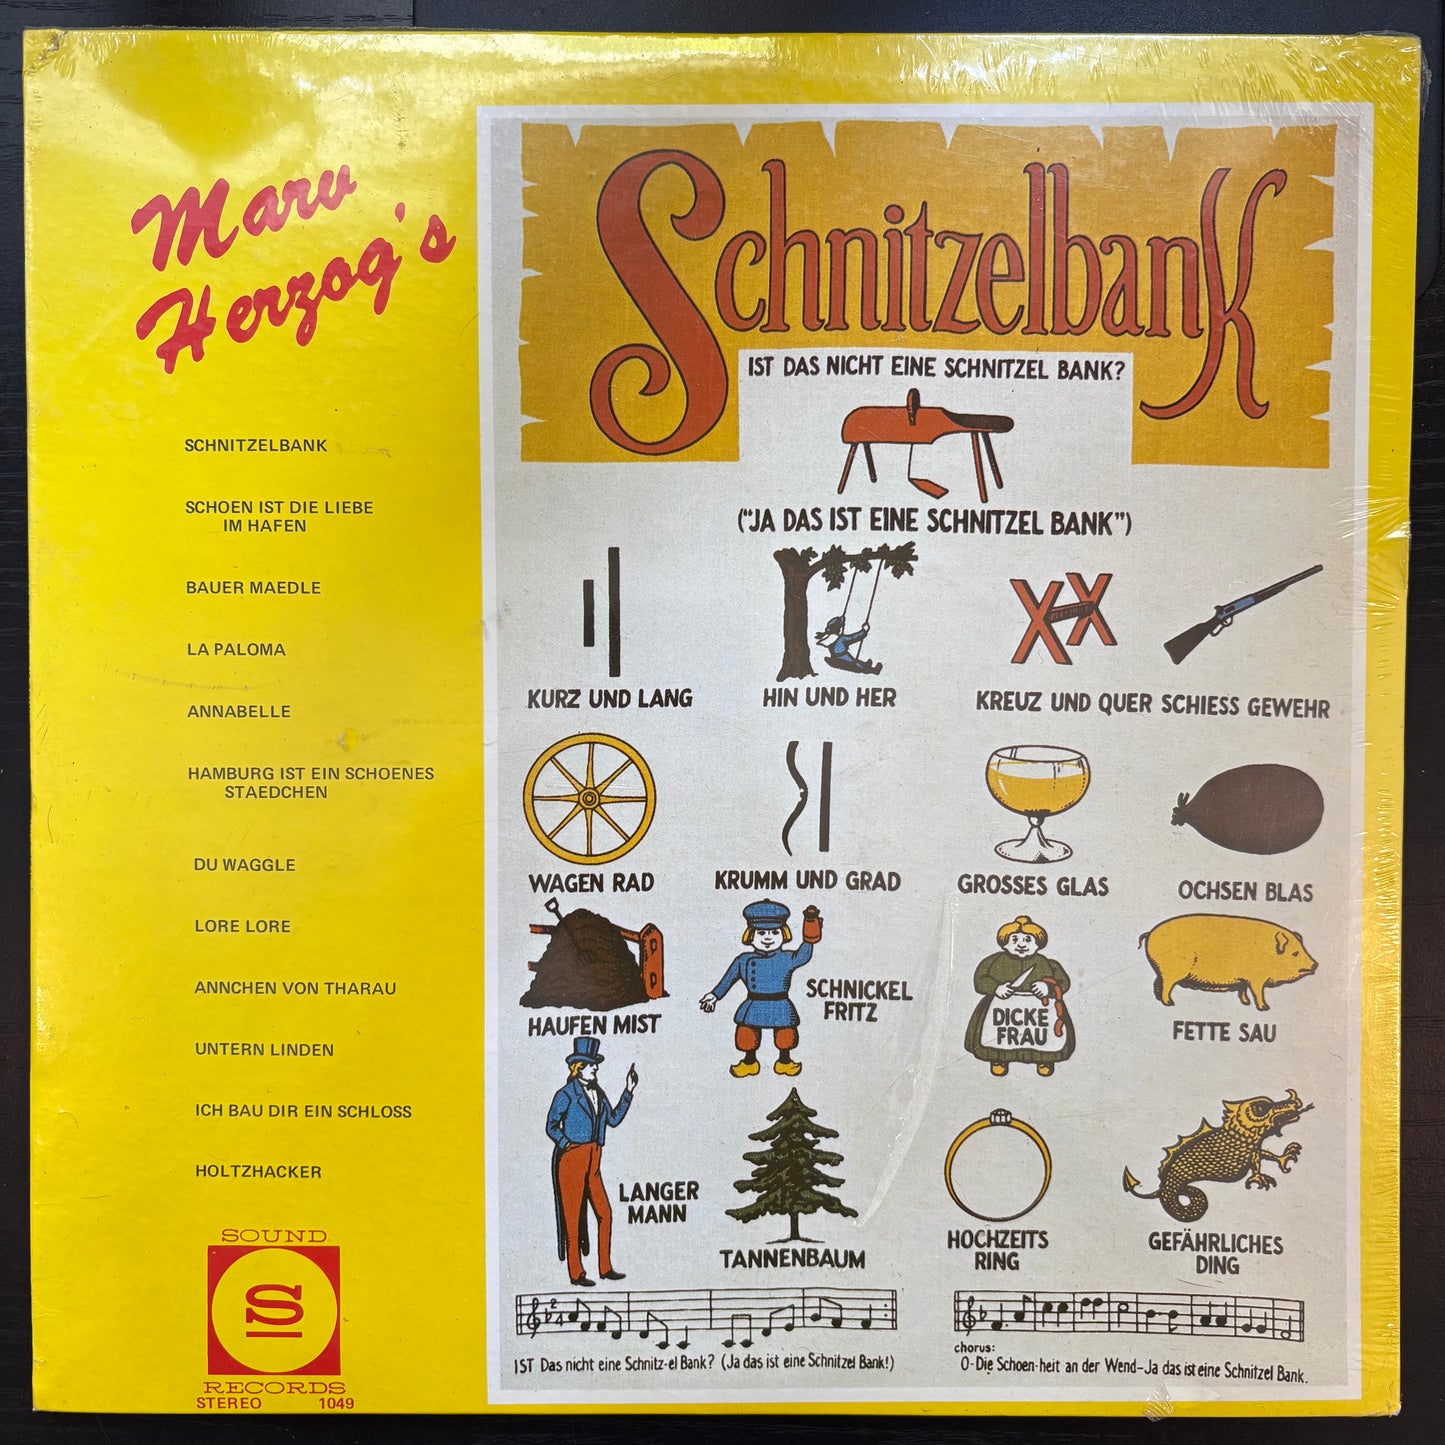 Marv
Herzog's
SCHNITZELBANK
SCHOEN IST DIE LIEBE
IM HAFEN
BAUER MAEDLE
LA PALOMA
ANNABELLE
HAMBURG IST EIN SCHOENES
STAEDCHEN
DU WAGGLE
LORE LORE
ANNCHEN VON THARAU
UNTERN LINDEN
ICH BAU DIR EIN SCHLOSS
HOLTZHACKER
SOUND
S
RECORDS
STEREO 1049
SchnitzelbanK
IST DAS NICHT EINE SCHNITZEL BANK?
("JA DAS IST EINE SCHNITZEL BANK")
KURZ UND LANG
HIN UND HER
KREUZ UND QUER SCHIESS GEWEHR
WAGEN RAD
KRUMM UND GRAD
GROSSES GLAS
OCHSEN BLAS
HAUFEN MIST
SCHNICKEL
FRITZ
DICKE
FRAU
FETTE SAU
LANGER
MANN
TANNENBAUM
HOCHZEITS
RING
GEFÄHRLICHES
DING
2
4
IST Das nicht eine Schnitz-el Bank? (Ja das ist eine Schnitzel Bank!)
chorus:
O-Die Schoen-heit an der Wend-Ja das ist eine Schnitzel Bank.